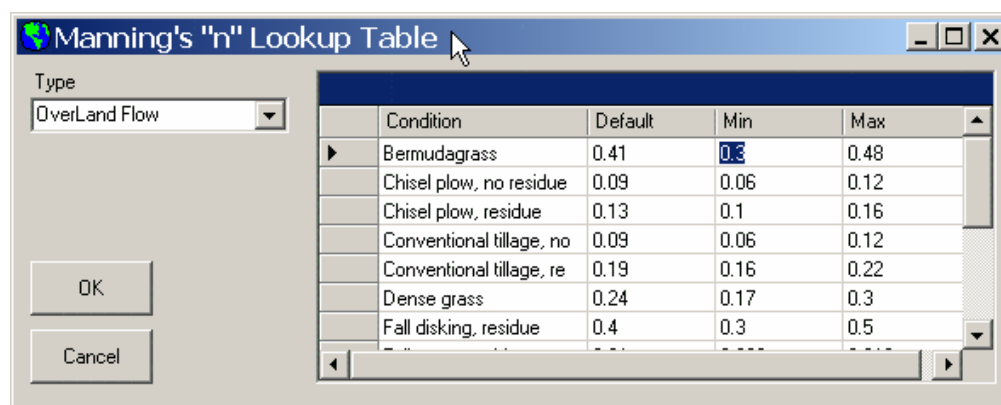 Manning's "n" Lookup Table
Type
OverLand Flow
Condition Default Min Max
Bermudagrass 0.41 0.3 0.48
Chisel plow, no residue 0.09 0.06 0.12
Chisel plow, residue 0.13 0.1 0.16
Conventional tillage, no 0.09 0.06 0.12
Conventional tillage, re 0.19 0.16 0.22
Dense grass 0.24 0.17 0.3
Fall disking, residue 0.4 0.3 0.5
OK
Cancel